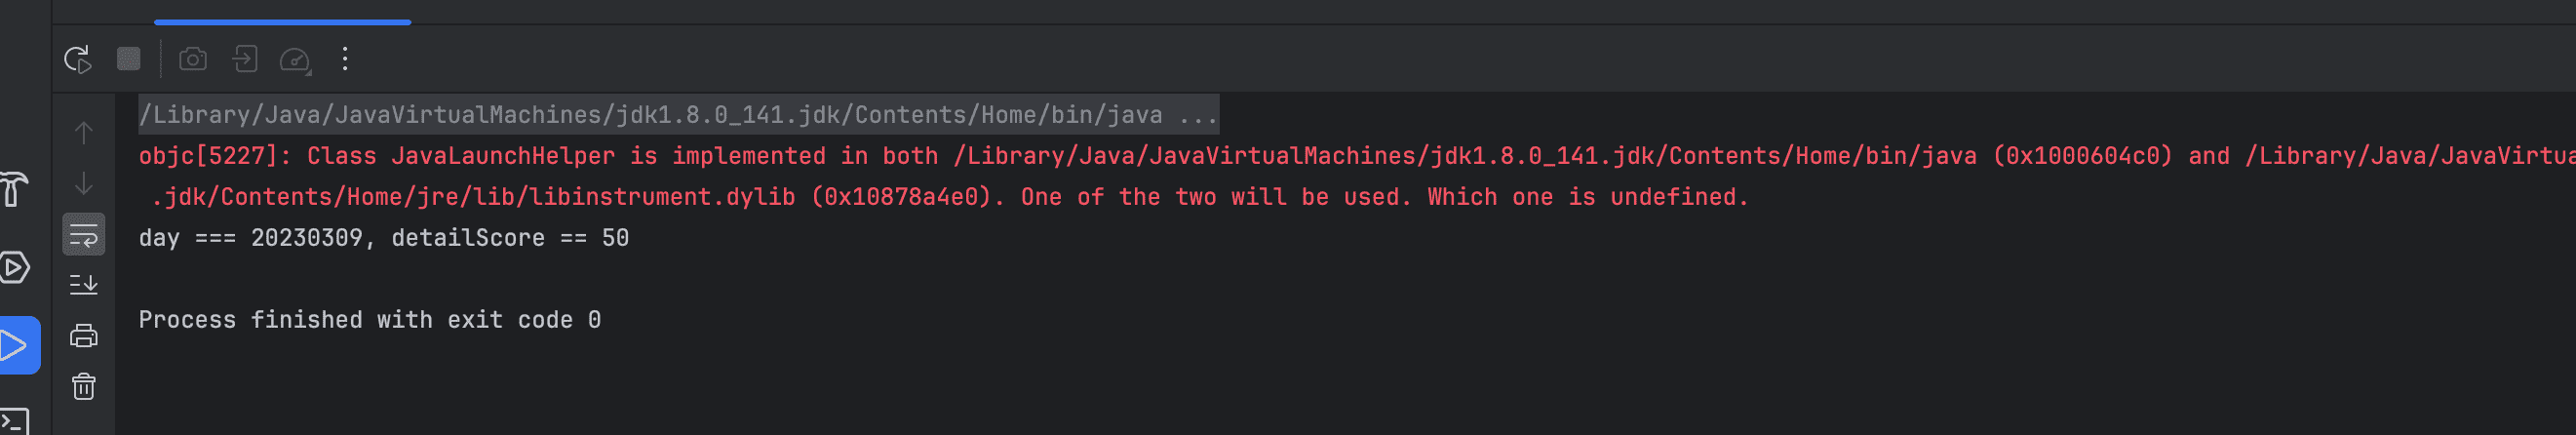 /Library/Java/JavaVirtualMachines/jdk1.8.0_141.jdk/Contents/Home/bin/java ...
objc[5227]: Class JavaLaunchHelper is implemented in both /Library/Java/JavaVirtualMachines/jdk1.8.0_141.jdk/Contents/Home/bin/java (0x1000604c0) and /Library/Java/JavaVirtua
.jdk/Contents/Home/jre/lib/libinstrument.dylib (0x10878a4e0). One of the two will be used. Which one is undefined.
day === 20230309, detailScore == 50
Process finished with exit code 0